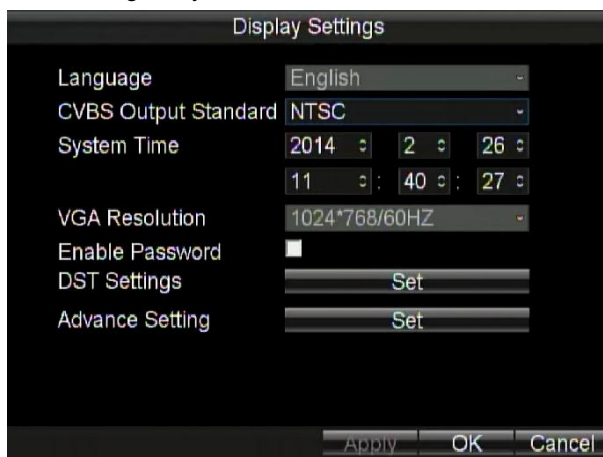 Display Settings
Language English
CVBS Output Standard NTSC
System Time 2014 2 26
11 : 40 : 27
VGA Resolution 1024*768/60HZ
Enable Password
DST Settings Set
Advance Setting Set
Apply OK Cancel